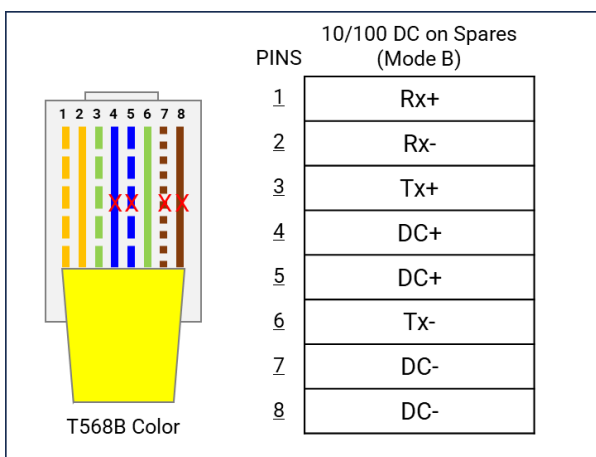 10/100 DC on Spares
PINS (Mode B)
1 2 3 4 5 6 7 8
X X X X
1 Rx+
2 Rx-
3 Tx+
4 DC+
5 DC+
6 Tx-
7 DC-
8 DC-
T568B Color